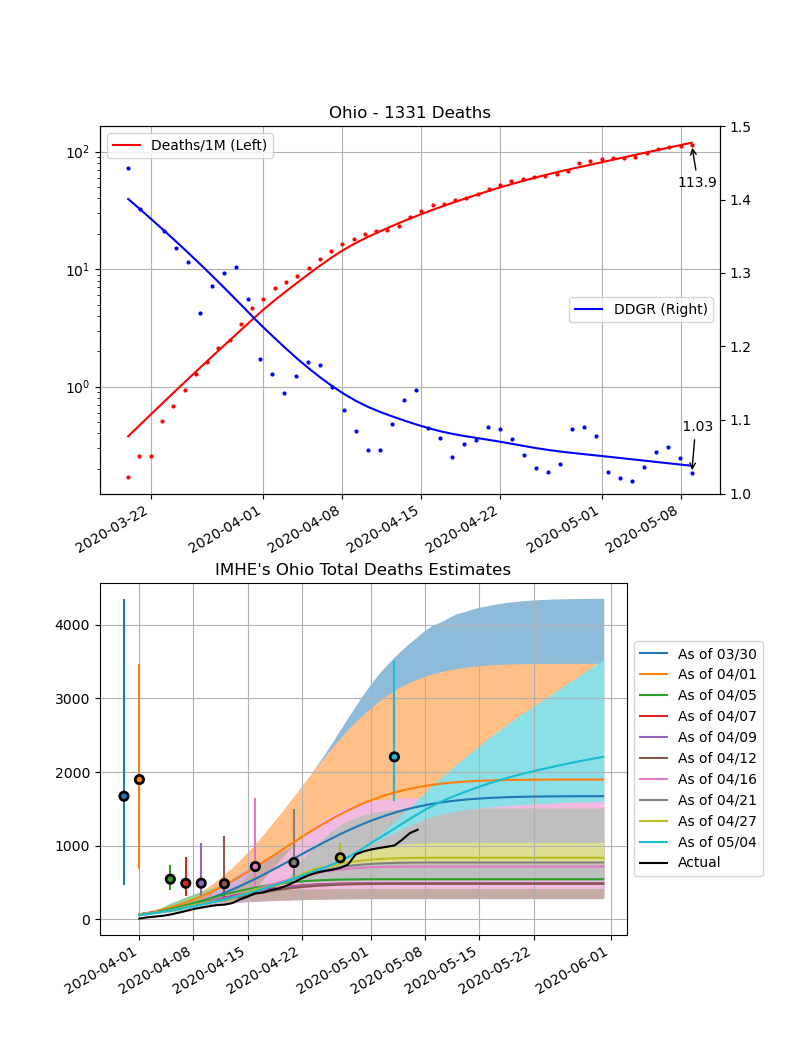 Ohio - 1331 Deaths
Deaths/1M (Left)
DDGR (Right)
113.9
1.03
10²
10¹
10⁰
1.5
1.4
1.3
1.2
1.1
1.0
2020-03-22
2020-04-01
2020-04-08
2020-04-15
2020-04-22
2020-05-01
2020-05-08
IMHE's Ohio Total Deaths Estimates
4000
3000
2000
1000
0
2020-04-01
2020-04-08
2020-04-15
2020-04-22
2020-05-01
2020-05-08
2020-05-15
2020-05-22
2020-06-01
As of 03/30
As of 04/01
As of 04/05
As of 04/07
As of 04/09
As of 04/12
As of 04/16
As of 04/21
As of 04/27
As of 05/04
Actual